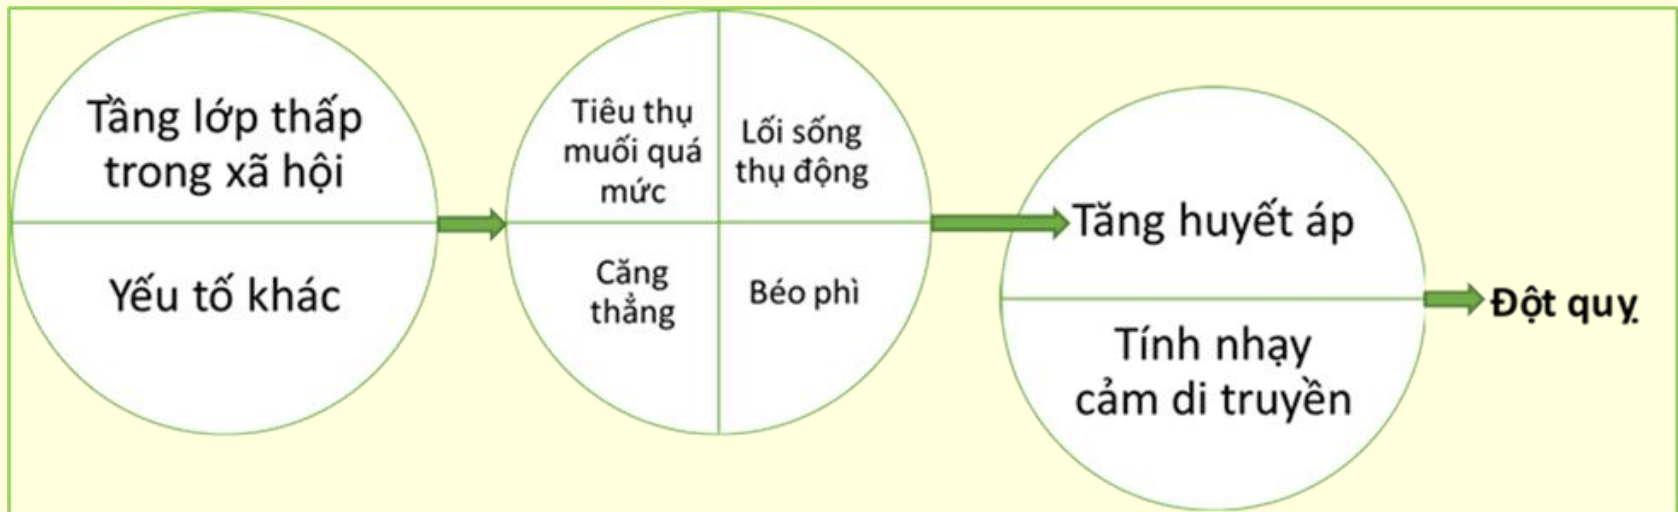 Tầng lớp thấp
trong xã hội
Yếu tố khác
Tiêu thụ
muối quá
mức
Lối sống
thụ động
Căng
thẳng
Béo phì
Tăng huyết áp
Tính nhạy
cảm di truyền
Đột quỵ